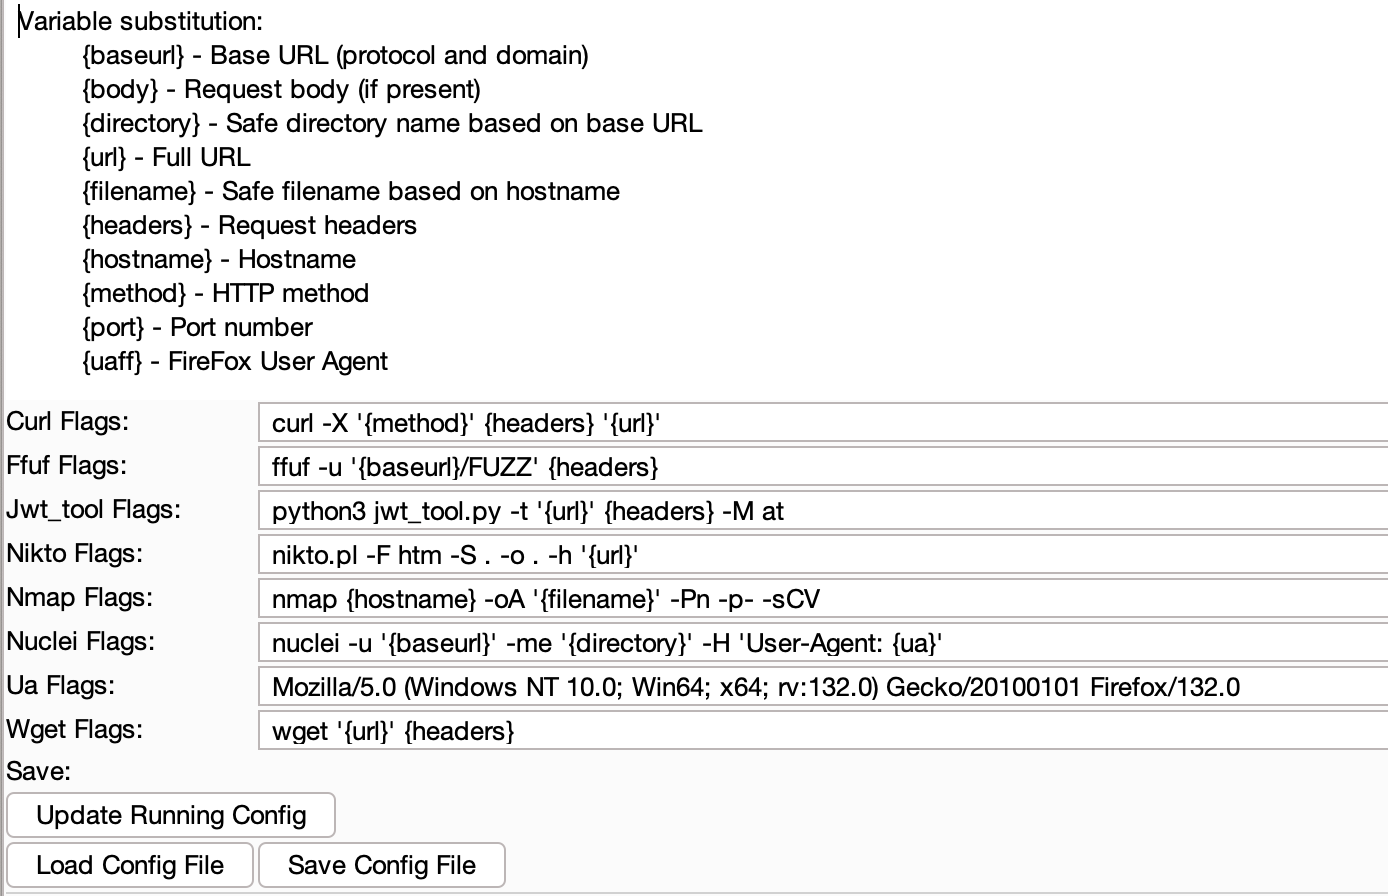 Variable substitution:
{baseurl} - Base URL (protocol and domain)
{body} - Request body (if present)
{directory} - Safe directory name based on base URL
{url} - Full URL
{filename} - Safe filename based on hostname
{headers} - Request headers
{hostname} - Hostname
{method} - HTTP method
{port} - Port number
{uaff} - FireFox User Agent
Curl Flags: curl -X '{method}' {headers} '{url}'
Ffuf Flags: ffuf -u '{baseurl}/FUZZ' {headers}
Jwt_tool Flags: python3 jwt_tool.py -t '{url}' {headers} -M at
Nikto Flags: nikto.pl -F htm -S . -o . -h '{url}'
Nmap Flags: nmap {hostname} -oA '{filename}' -Pn -p- -sCV
Nuclei Flags: nuclei -u '{baseurl}' -me '{directory}' -H 'User-Agent: {ua}'
Ua Flags: Mozilla/5.0 (Windows NT 10.0; Win64; x64; rv:132.0) Gecko/20100101 Firefox/132.0
Wget Flags: wget '{url}' {headers}
Save:
Update Running Config
Load Config File Save Config File